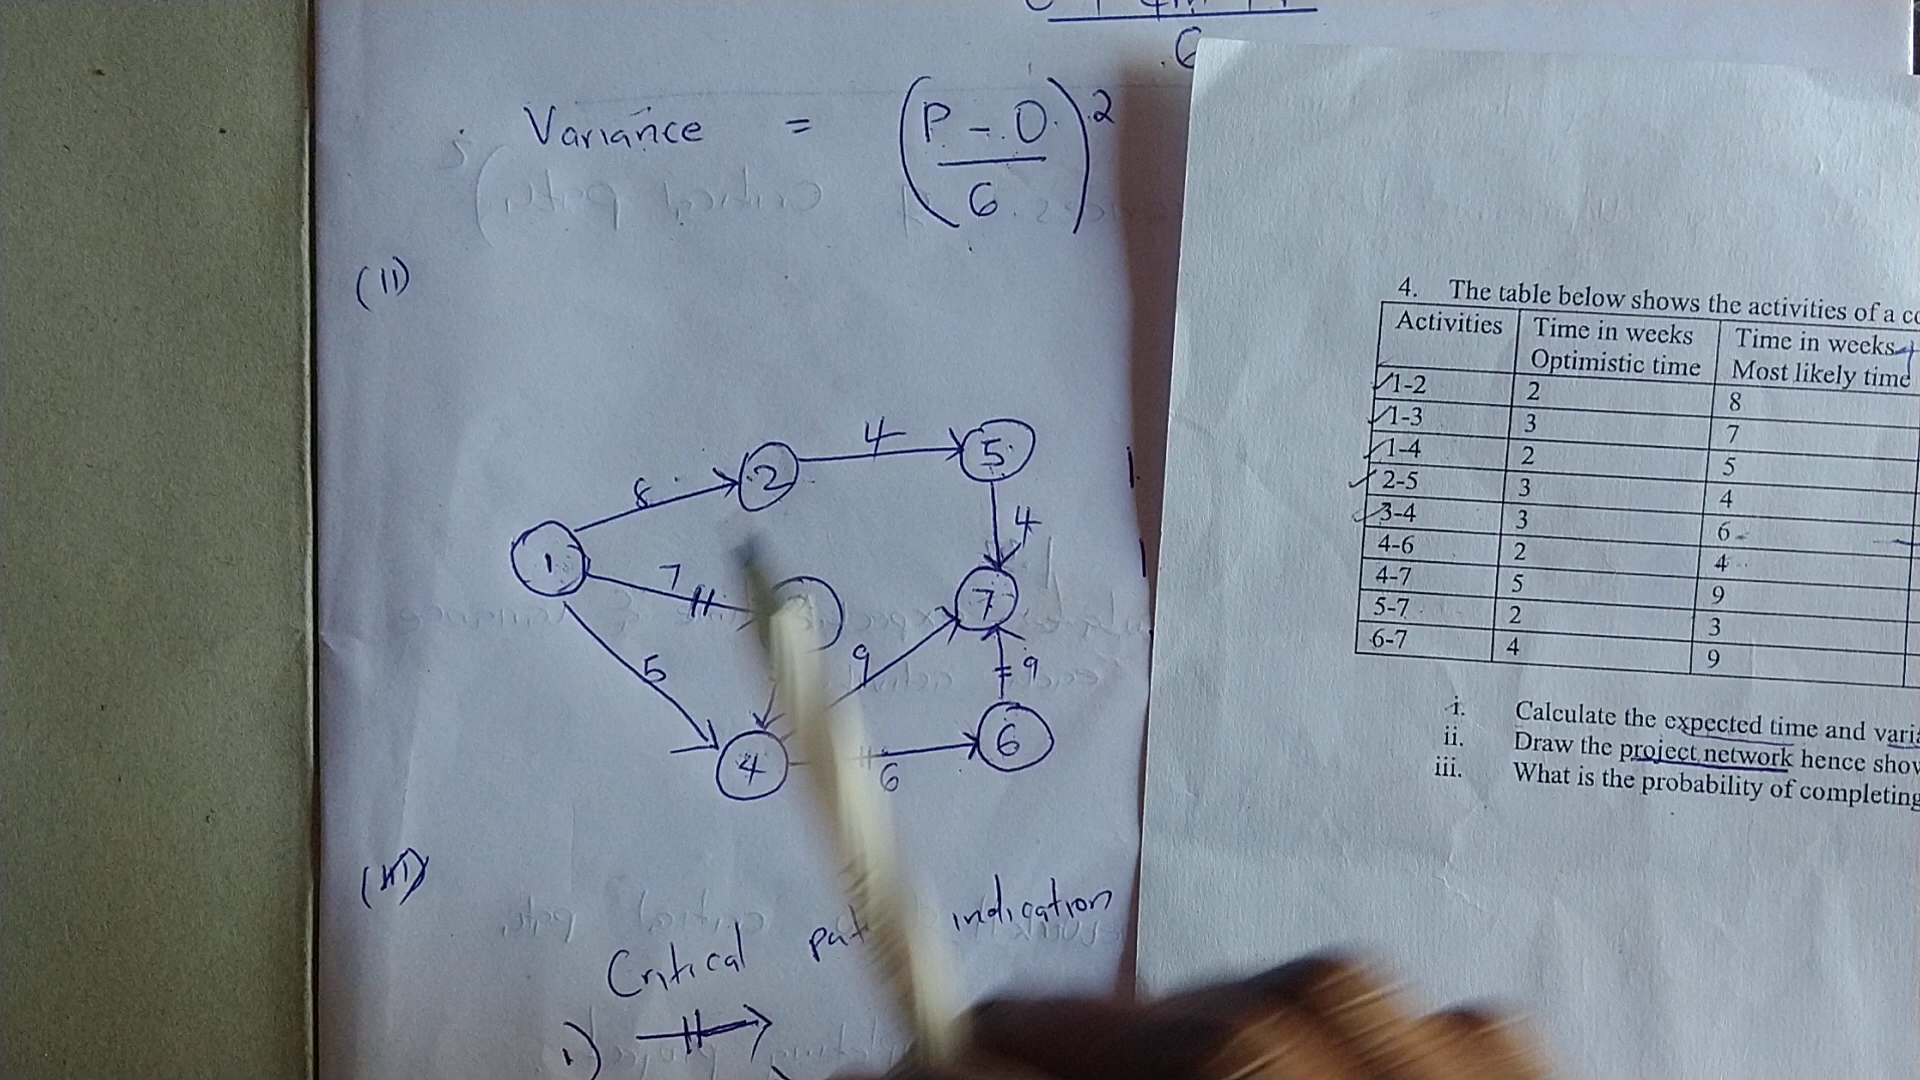 6
Variance = (P - O / 6)²
(ii)
8
4
2
5
1
7
4
7
5
9
9
4
6
6
(iii)
Critical indication
i)
4. The table below shows the activities of a
Activities Time in weeks Optimistic time Time in weeks Most likely time
1-2 2 8
1-3 3 7
1-4 2 5
2-5 3 4
3-4 3 6
4-6 2 4
4-7 5 9
5-7 2 3
6-7 4 9
i. Calculate the expected time and
ii. Draw the project network hence
iii. What is the probability of completing